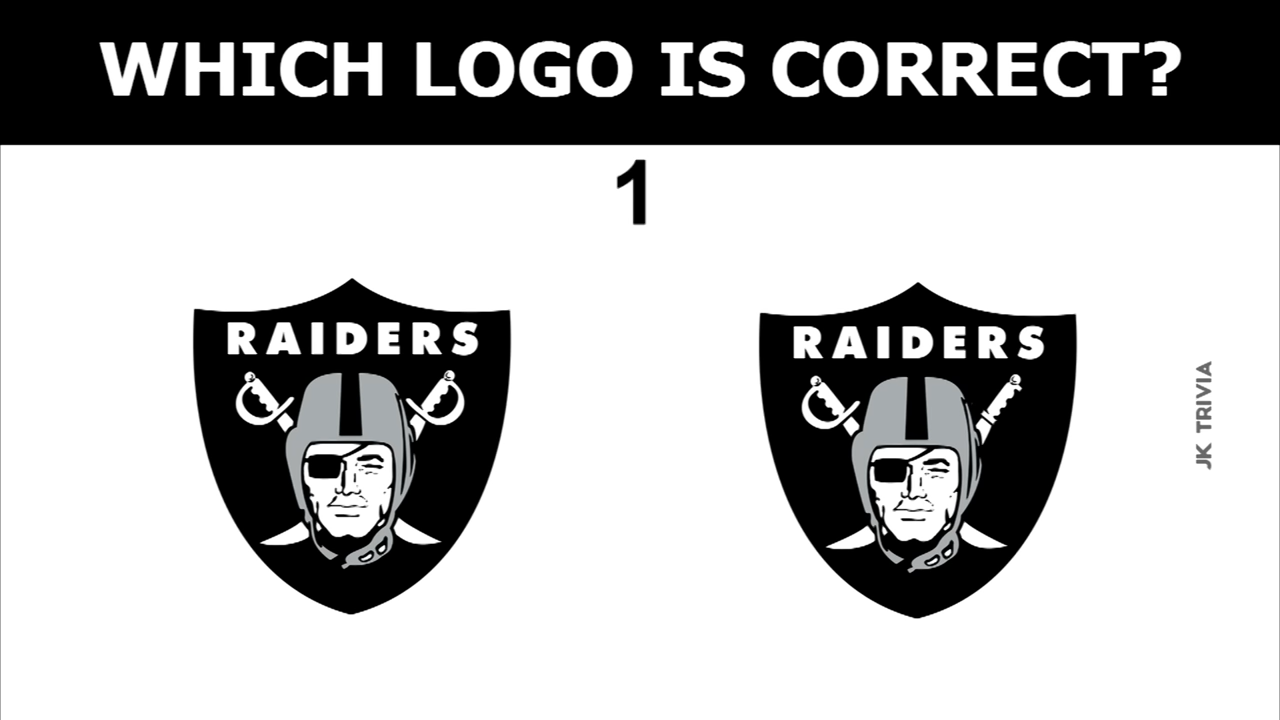 WHICH LOGO IS CORRECT?
1
RAIDERS
RAIDERS
JK TRIVIA